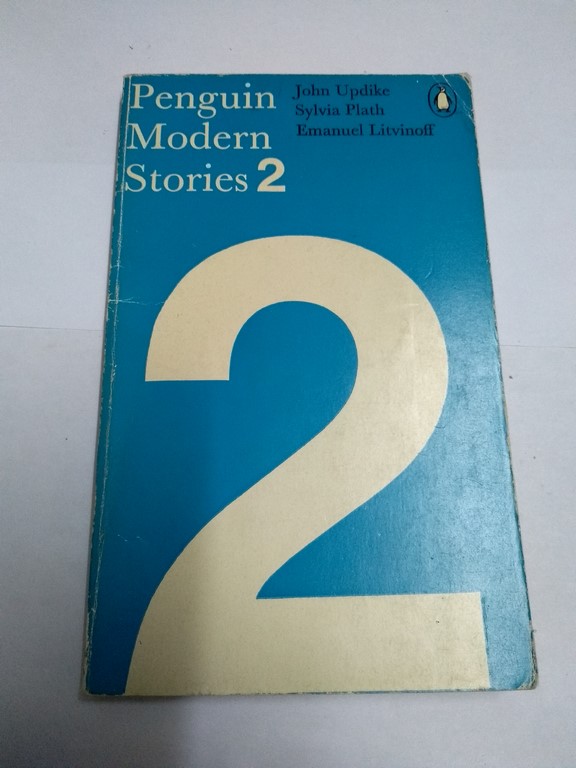 Penguin
Modern
Stories 2
John Updike
Sylvia Plath
Emanuel Litvinoff
2